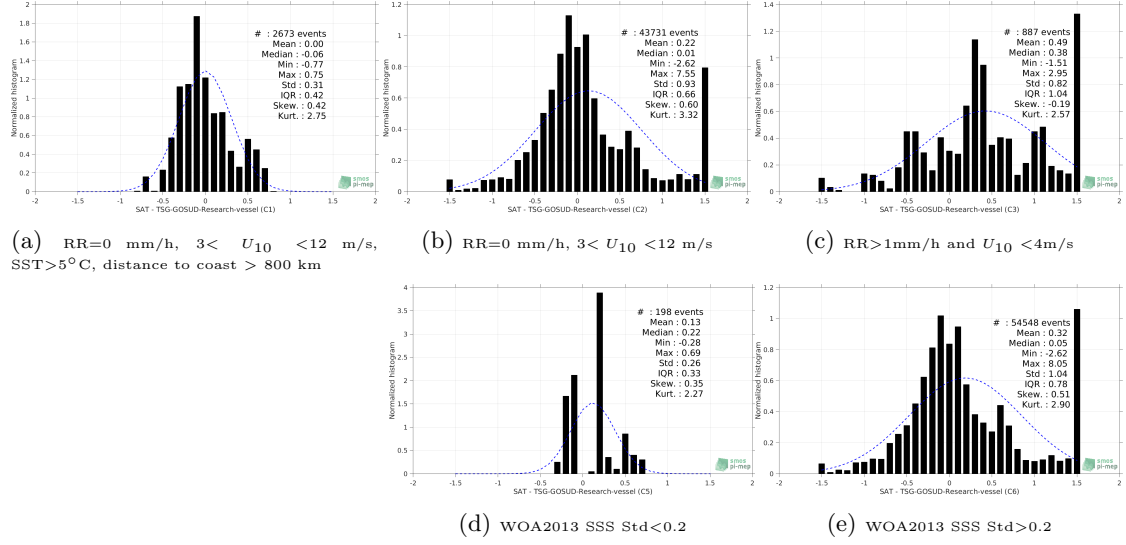 # : 2673 events
Mean : 0.00
Median : -0.06
Min : -0.77
Max : 0.75
Std : 0.31
IQR : 0.42
Skew. : 0.42
Kurt. : 2.75
Normalized histogram
2
1.8
1.6
1.4
1.2
1
0.8
0.6
0.4
0.2
0
-2 -1.5 -1 -0.5 0 0.5 1 1.5 2
SAT - TSG-GOSUD-Research-vessel (C1)
smos
pi-mep
(a) RR=0 mm/h, 3< U10 <12 m/s,
SST>5°C, distance to coast > 800 km
# : 43731 events
Mean : 0.22
Median : 0.01
Min : -2.62
Max : 7.55
Std : 0.93
IQR : 0.66
Skew. : 0.60
Kurt. : 3.32
Normalized histogram
1.2
1
0.8
0.6
0.4
0.2
0
-2 -1.5 -1 -0.5 0 0.5 1 1.5 2
SAT - TSG-GOSUD-Research-vessel (C2)
smos
pi-mep
(b) RR=0 mm/h, 3< U10 <12 m/s
# : 887 events
Mean : 0.49
Median : 0.38
Min : -1.51
Max : 2.95
Std : 0.82
IQR : 1.04
Skew. : -0.19
Kurt. : 2.57
Normalized histogram
1.4
1.2
1
0.8
0.6
0.4
0.2
0
-2 -1.5 -1 -0.5 0 0.5 1 1.5 2
SAT - TSG-GOSUD-Research-vessel (C3)
smos
pi-mep
(c) RR>1mm/h and U10 <4m/s
# : 198 events
Mean : 0.13
Median : 0.22
Min : -0.28
Max : 0.69
Std : 0.26
IQR : 0.33
Skew. : 0.35
Kurt. : 2.27
Normalized histogram
4
3.5
3
2.5
2
1.5
1
0.5
0
-2 -1.5 -1 -0.5 0 0.5 1 1.5 2
SAT - TSG-GOSUD-Research-vessel (C5)
smos
pi-mep
(d) WOA2013 SSS Std<0.2
# : 54548 events
Mean : 0.32
Median : 0.05
Min : -2.62
Max : 8.05
Std : 1.04
IQR : 0.78
Skew. : 0.51
Kurt. : 2.90
Normalized histogram
1.2
1
0.8
0.6
0.4
0.2
0
-2 -1.5 -1 -0.5 0 0.5 1 1.5 2
SAT - TSG-GOSUD-Research-vessel (C6)
smos
pi-mep
(e) WOA2013 SSS Std>0.2